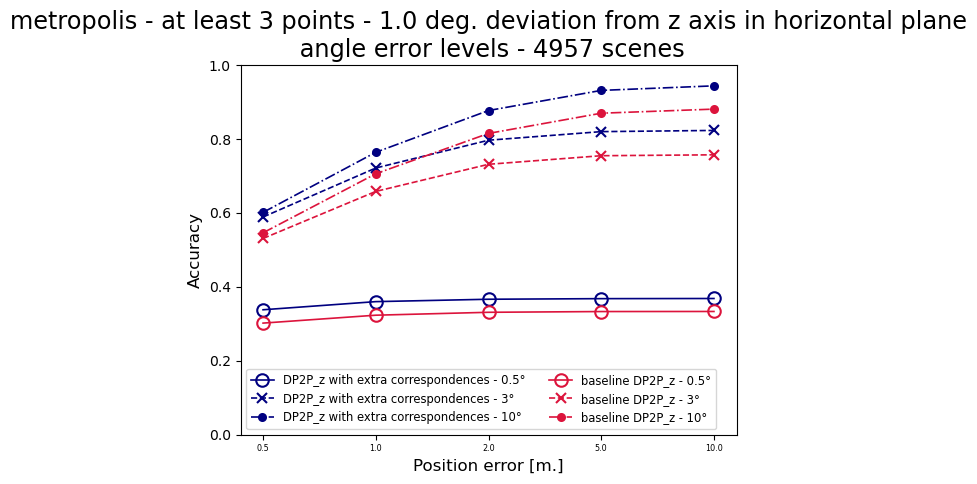 metropolis - at least 3 points - 1.0 deg. deviation from z axis in horizontal plane
angle error levels - 4957 scenes
1.0
0.8
0.6
0.4
0.2
0.0
Accuracy
DP2P_z with extra correspondences - 0.5°
DP2P_z with extra correspondences - 3°
DP2P_z with extra correspondences - 10°
baseline DP2P_z - 0.5°
baseline DP2P_z - 3°
baseline DP2P_z - 10°
0.5 1.0 2.0 5.0 10.0
Position error [m.]